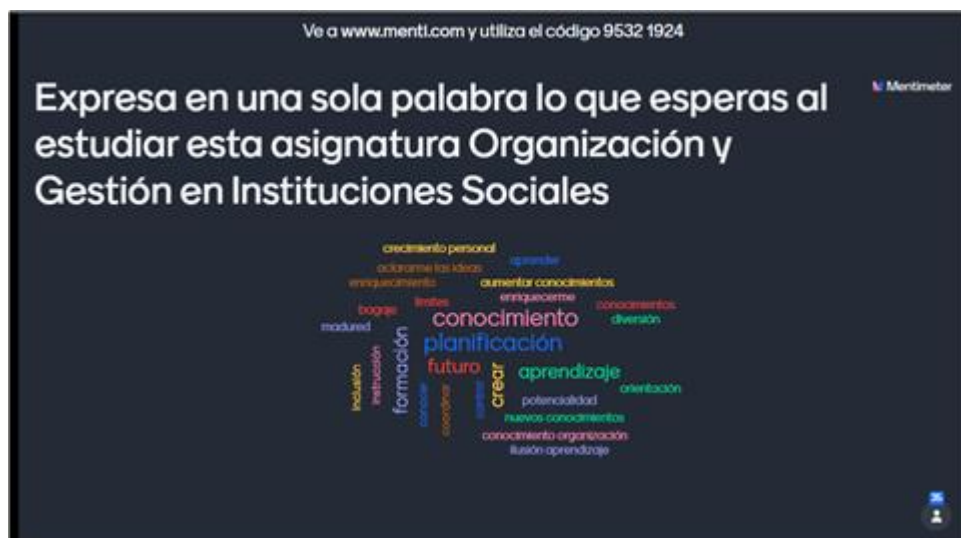 Ve a www.menti.com y utiliza el código 9532 1924
Mentimeter
Expresa en una sola palabra lo que esperas al
estudiar esta asignatura Organización y
Gestión en Instituciones Sociales
crecimiento personal
aprender
aclararme las ideas
enriquecimiento
aumentar conocimientos
enriquecerme
límites
conocimientos
bagaje
conocimiento
diversión
madured
planificación
formación
futuro
crear
aprendizaje
inclusión
instrucción
conocer
coordinar
orientación
potencialidad
nuevos conocimientos
conocimiento organización
ilusión aprendizaje